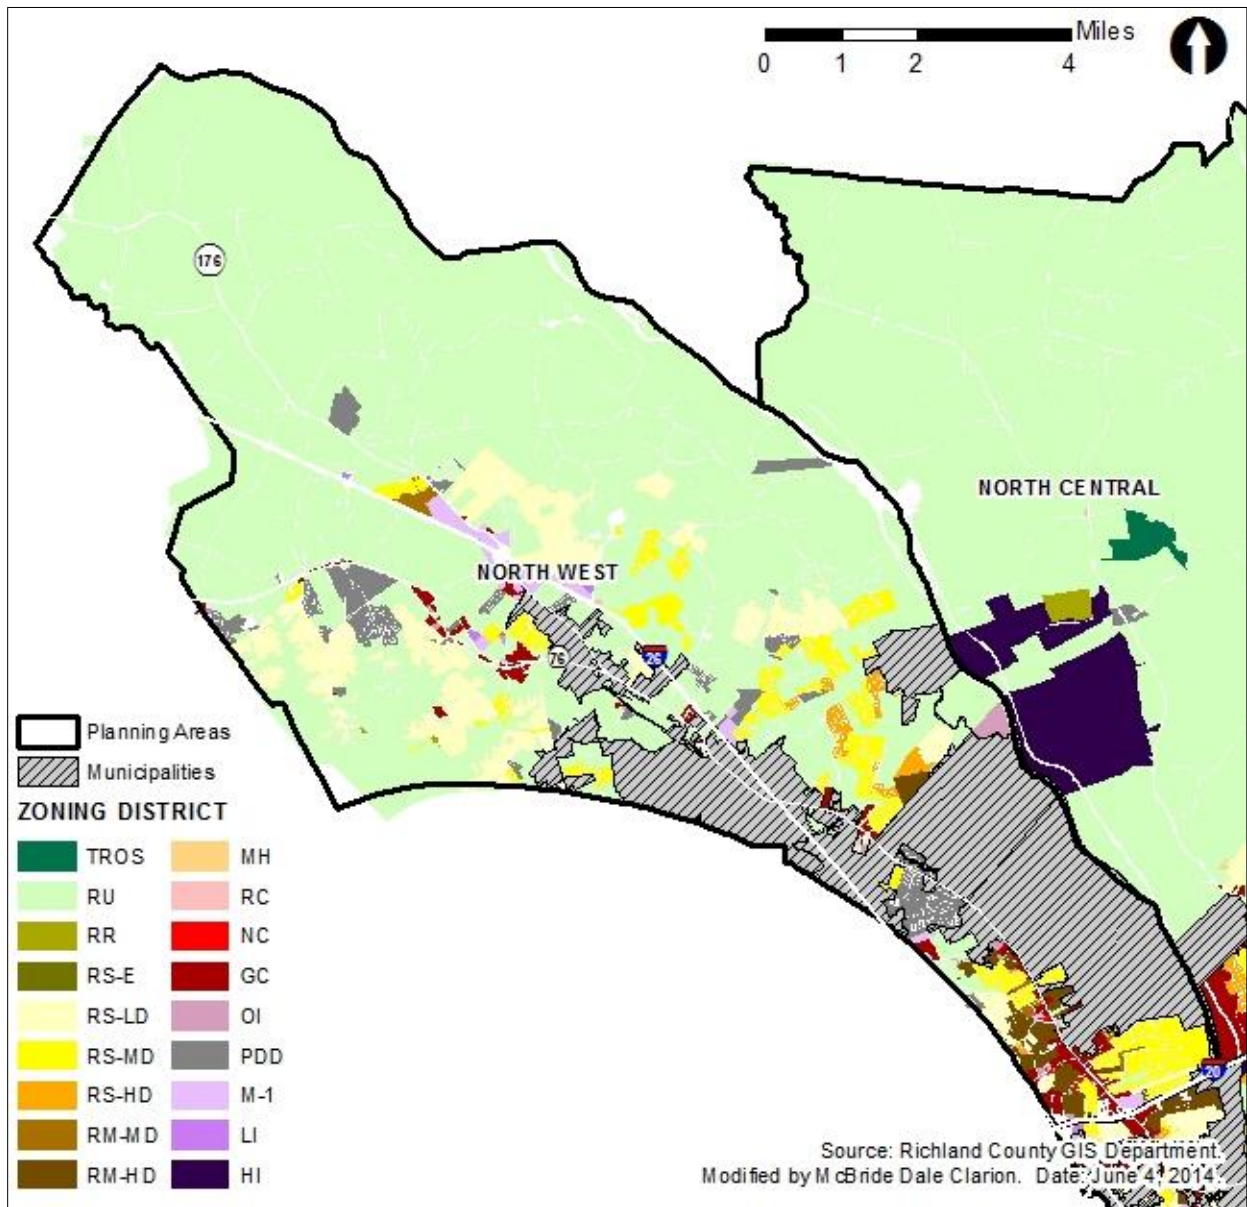 Miles
0 1 2 4
176
NORTH CENTRAL
NORTH WEST
76
26
20
Planning Areas
Municipalities
ZONING DISTRICT
TROS MH
RU RC
RR NC
RS-E GC
RS-LD OI
RS-MD PDD
RS-HD M-1
RM-MD LI
RM-HD HI
Source: Richland County GIS Department.
Modified by McBride Dale Clarion. Date: June 4, 2014.